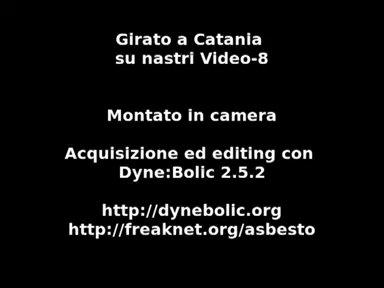 Girato a Catania
su nastri Video-8
Montato in camera
Acquisizione ed editing con
Dyne:Bolic 2.5.2
http://dynebolic.org
http://freaknet.org/asbesto